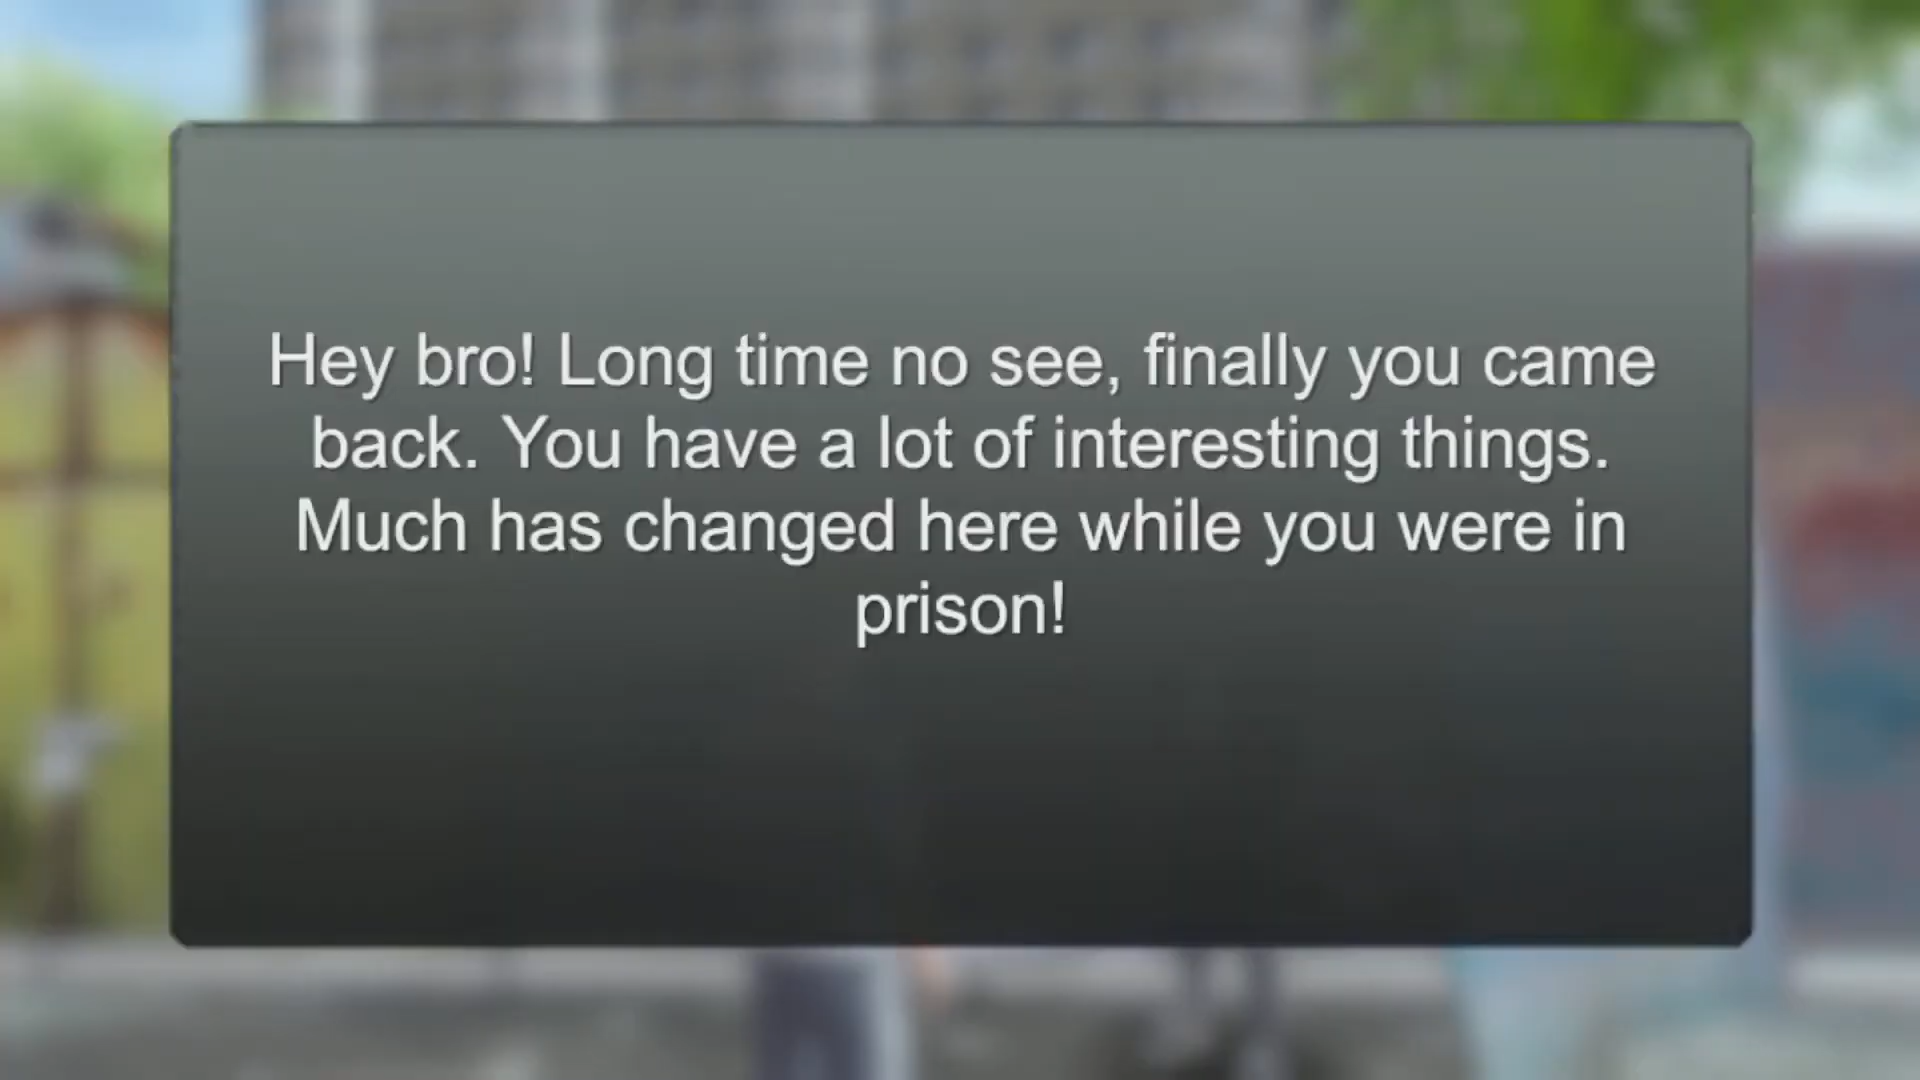 Hey bro! Long time no see, finally you came
back. You have a lot of interesting things.
Much has changed here while you were in
prison!